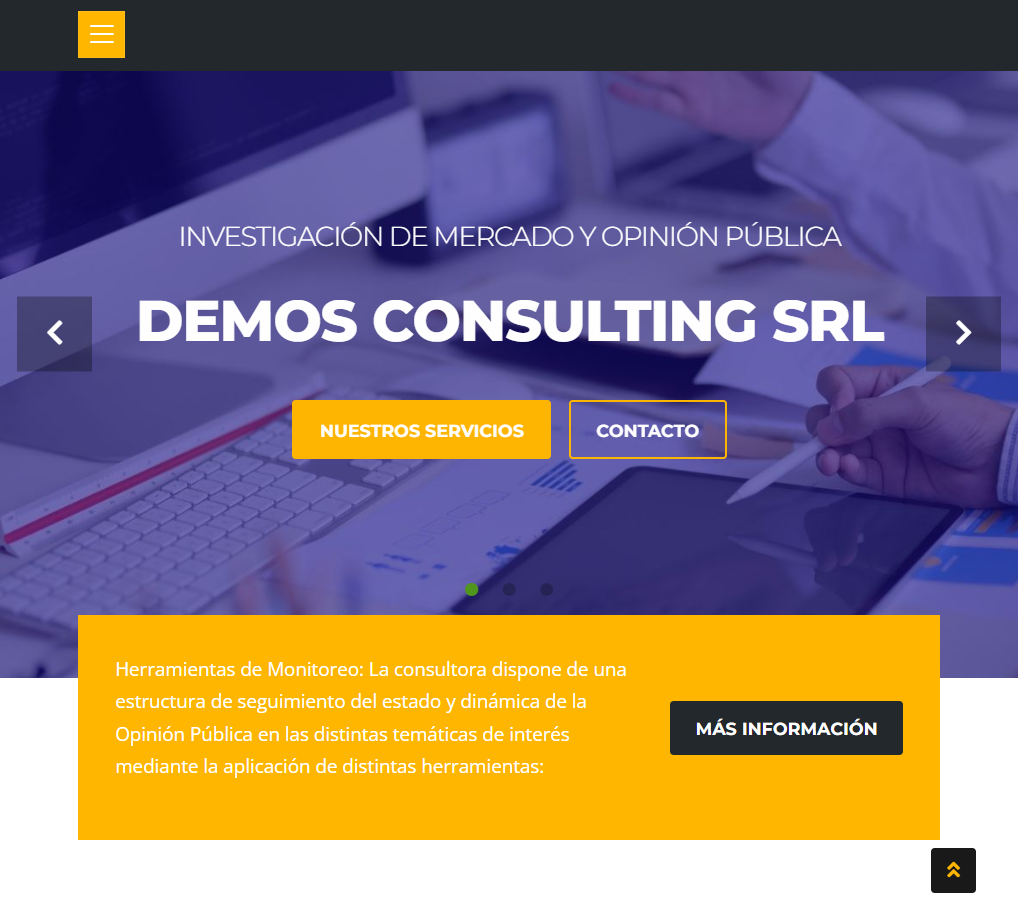 INVESTIGACIÓN DE MERCADO Y OPINIÓN PÚBLICA
DEMOS CONSULTING SRL
NUESTROS SERVICIOS
CONTACTO
Herramientas de Monitoreo: La consultora dispone de una
estructura de seguimiento del estado y dinámica de la
Opinión Pública en las distintas temáticas de interés
mediante la aplicación de distintas herramientas:
MÁS INFORMACIÓN